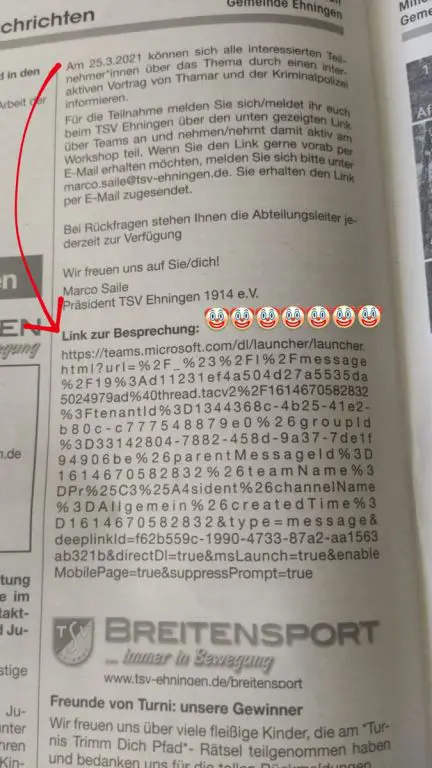 chrichten
Gemeinde Ehningen
d in den
Arbeit der
Am 25.3.2021 können sich alle interessierten Teil-
nehmer*innen über das Thema durch einen inter-
aktiven Vortrag von Thamar und der Kriminalpolizei
informieren.
Für die Teilnahme melden Sie sich/meldet ihr euch
beim TSV Ehningen über den unten gezeigten Link
über Teams an und nehmen/nehmt damit aktiv am
Workshop teil. Wenn Sie den Link gerne vorab per
E-Mail erhalten möchten, melden Sie sich bitte unter
marco.saile@tsv-ehningen.de. Sie erhalten den Link
per E-Mail zugesendet.
Bei Rückfragen stehen Ihnen die Abteilungsleiter je-
derzeit zur Verfügung
Wir freuen uns auf Sie/dich!
Marco Saile
Präsident TSV Ehningen 1914 e.V.
Link zur Besprechung:
https://teams.microsoft.com/dl/launcher/launcher.
html?url=%2F_%23%2Fl%2Fmessage
%2F19%3Ad11231ef4a504d27a5535da
5024979ad%40thread.tacv2%2F1614670582832
%3FtenantId%3D1344368c-4b25-41e2-
b80c-c7775488790e0%26groupId
%3D33142804-7882-458d-9a37-7de1f
94906be%26parentMessageId%3D
1614670582832%26teamName%3
DPr%25C3%25A4sident%26channelName
%3DAllgemein%26createdTime%3
D1614670582832&type=message&
deeplinkId=f62b559c-1990-4733-87a2-aa1563
ab321b&directDl=true&msLaunch=true&enable
MobilePage=true&suppressPrompt=true
TSV
BREITENSPORT
... immer in Bewegung
www.tsv-ehningen.de/breitensport
Freunde von Turni: unsere Gewinner
Wir freuen uns über viele fleißige Kinder, die am "Tur-
nis Trimm Dich Pfad"- Rätsel teilgenommen haben
und bedanken uns für die tollen